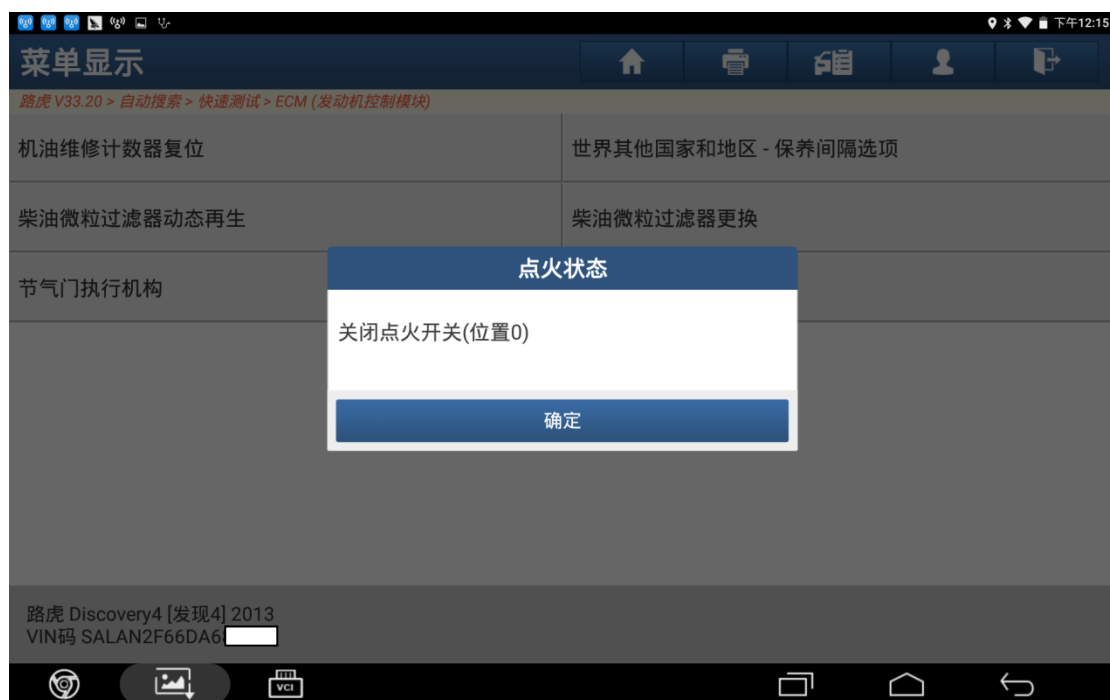 下午12:15
菜单显示
路虎 V33.20 > 自动搜索 > 快速测试 > ECM (发动机控制模块)
机油维修计数器复位
世界其他国家和地区 - 保养间隔选项
柴油微粒过滤器动态再生
柴油微粒过滤器更换
节气门执行机构
点火状态
关闭点火开关(位置0)
确定
路虎 Discovery4 [发现4] 2013
VIN码 SALAN2F66DA6
VCI